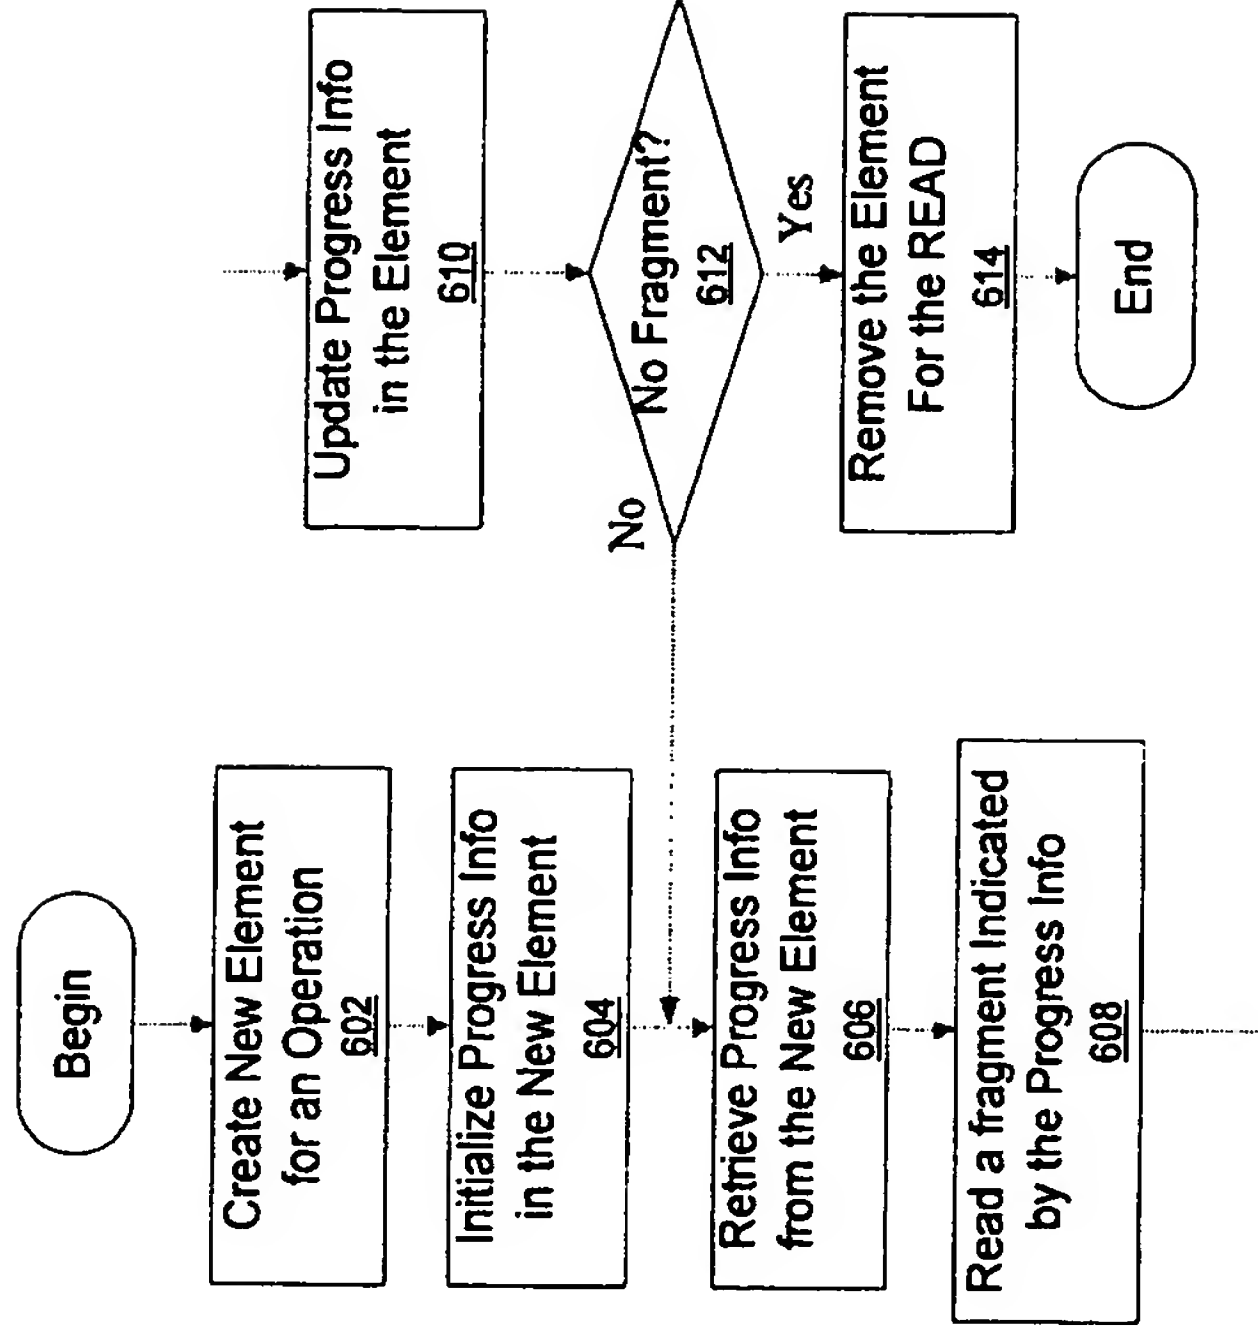 Begin
Create New Element
for an Operation
602
Initialize Progress Info
in the New Element
604
Retrieve Progress Info
from the New Element
606
Read a fragment Indicated
by the Progress Info
608
Update Progress Info
in the Element
610
No Fragment?
612
No
Yes
Remove the Element
For the READ
614
End